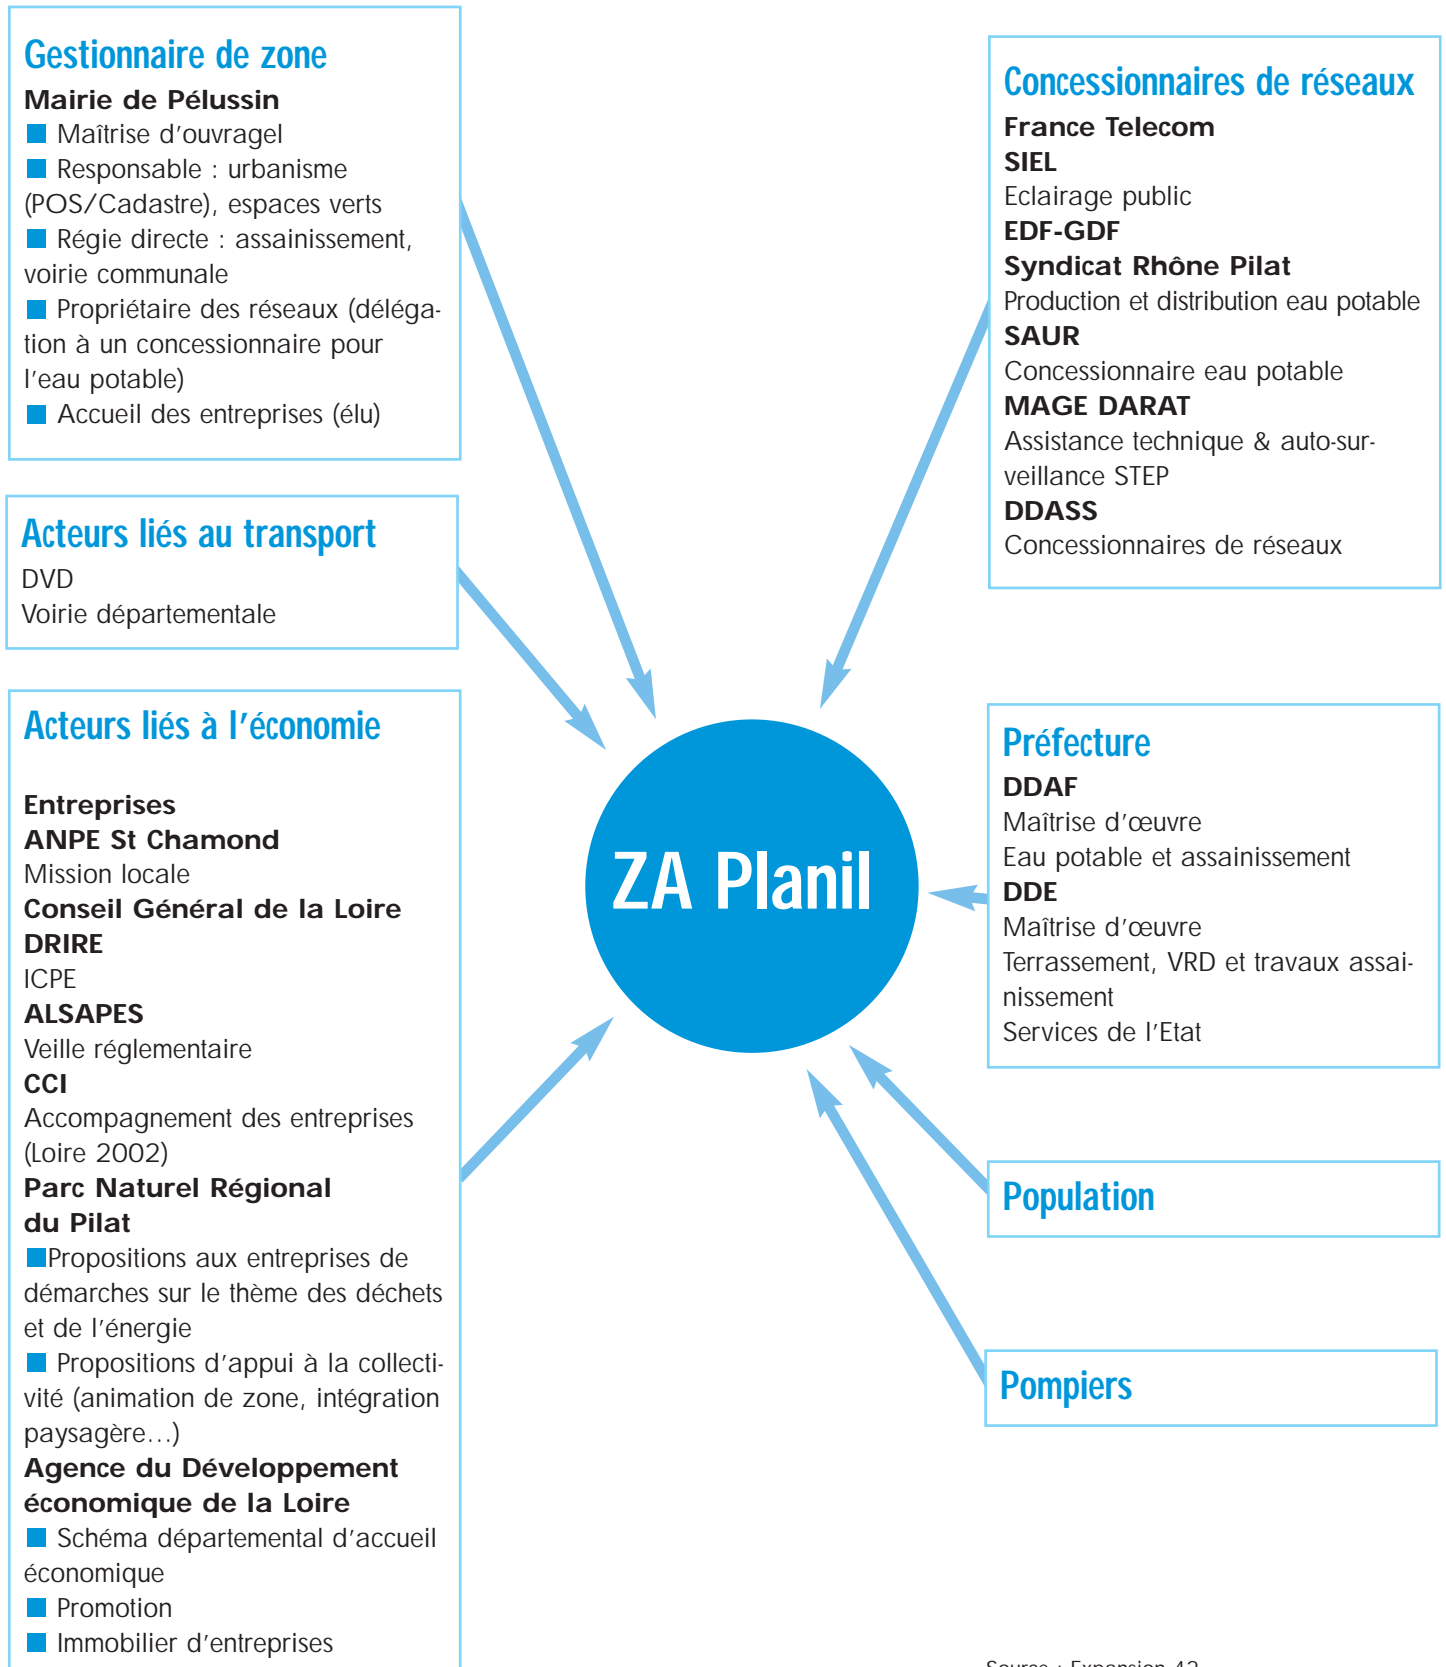 Gestionnaire de zone
Mairie de Pélussin
Maîtrise d'ouvragel
Responsable : urbanisme
(POS/Cadastre), espaces verts
Régie directe : assainissement,
voirie communale
Propriétaire des réseaux (déléga-
tion à un concessionnaire pour
l'eau potable)
Accueil des entreprises (élu)
Acteurs liés au transport
DVD
Voirie départementale
Acteurs liés à l'économie
Entreprises
ANPE St Chamond
Mission locale
Conseil Général de la Loire
DRIRE
ICPE
ALSAPES
Veille réglementaire
CCI
Accompagnement des entreprises
(Loire 2002)
Parc Naturel Régional
du Pilat
Propositions aux entreprises de
démarches sur le thème des déchets
et de l'énergie
Propositions d'appui à la collecti-
vité (animation de zone, intégration
paysagère…)
Agence du Développement
économique de la Loire
Schéma départemental d'accueil
économique
Promotion
Immobilier d'entreprises
ZA Planil
Concessionnaires de réseaux
France Telecom
SIEL
Eclairage public
EDF-GDF
Syndicat Rhône Pilat
Production et distribution eau potable
SAUR
Concessionnaire eau potable
MAGE DARAT
Assistance technique & auto-sur-
veillance STEP
DDASS
Concessionnaires de réseaux
Préfecture
DDAF
Maîtrise d'œuvre
Eau potable et assainissement
DDE
Maîtrise d'œuvre
Terrassement, VRD et travaux assai-
nissement
Services de l'Etat
Population
Pompiers
Source : Expansion 42